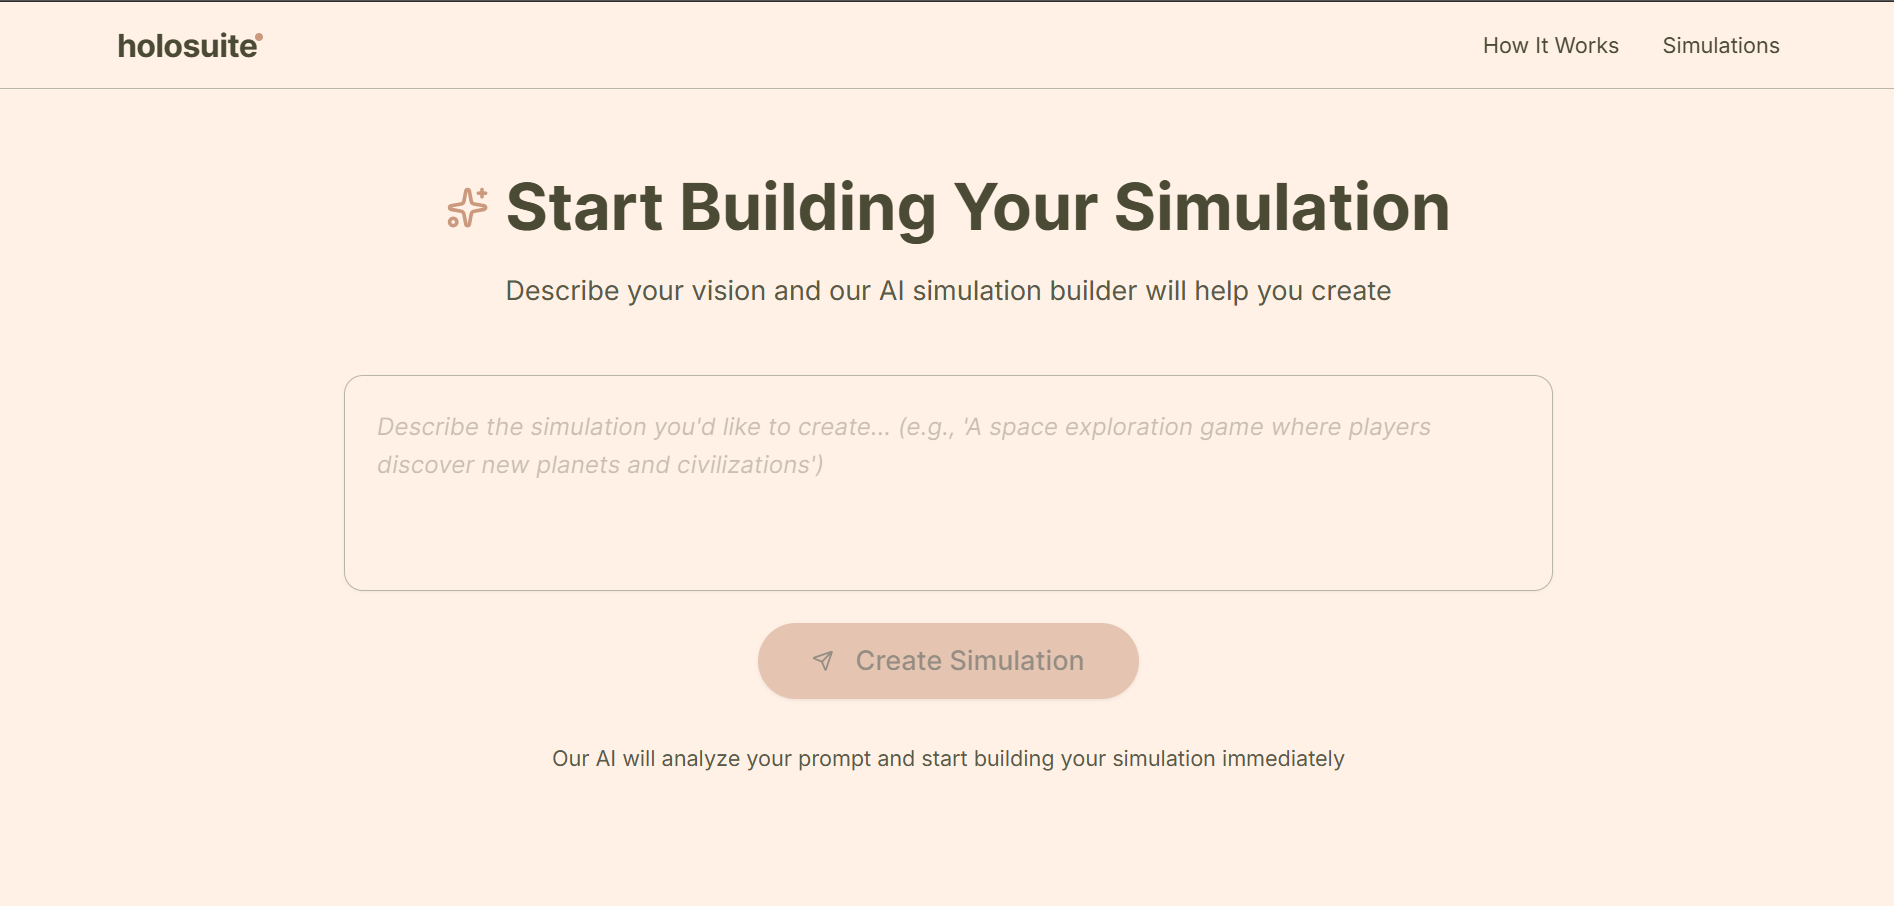 holosuite
How It Works
Simulations
Start Building Your Simulation
Describe your vision and our AI simulation builder will help you create
Describe the simulation you'd like to create... (e.g., 'A space exploration game where players
discover new planets and civilizations')
Create Simulation
Our AI will analyze your prompt and start building your simulation immediately